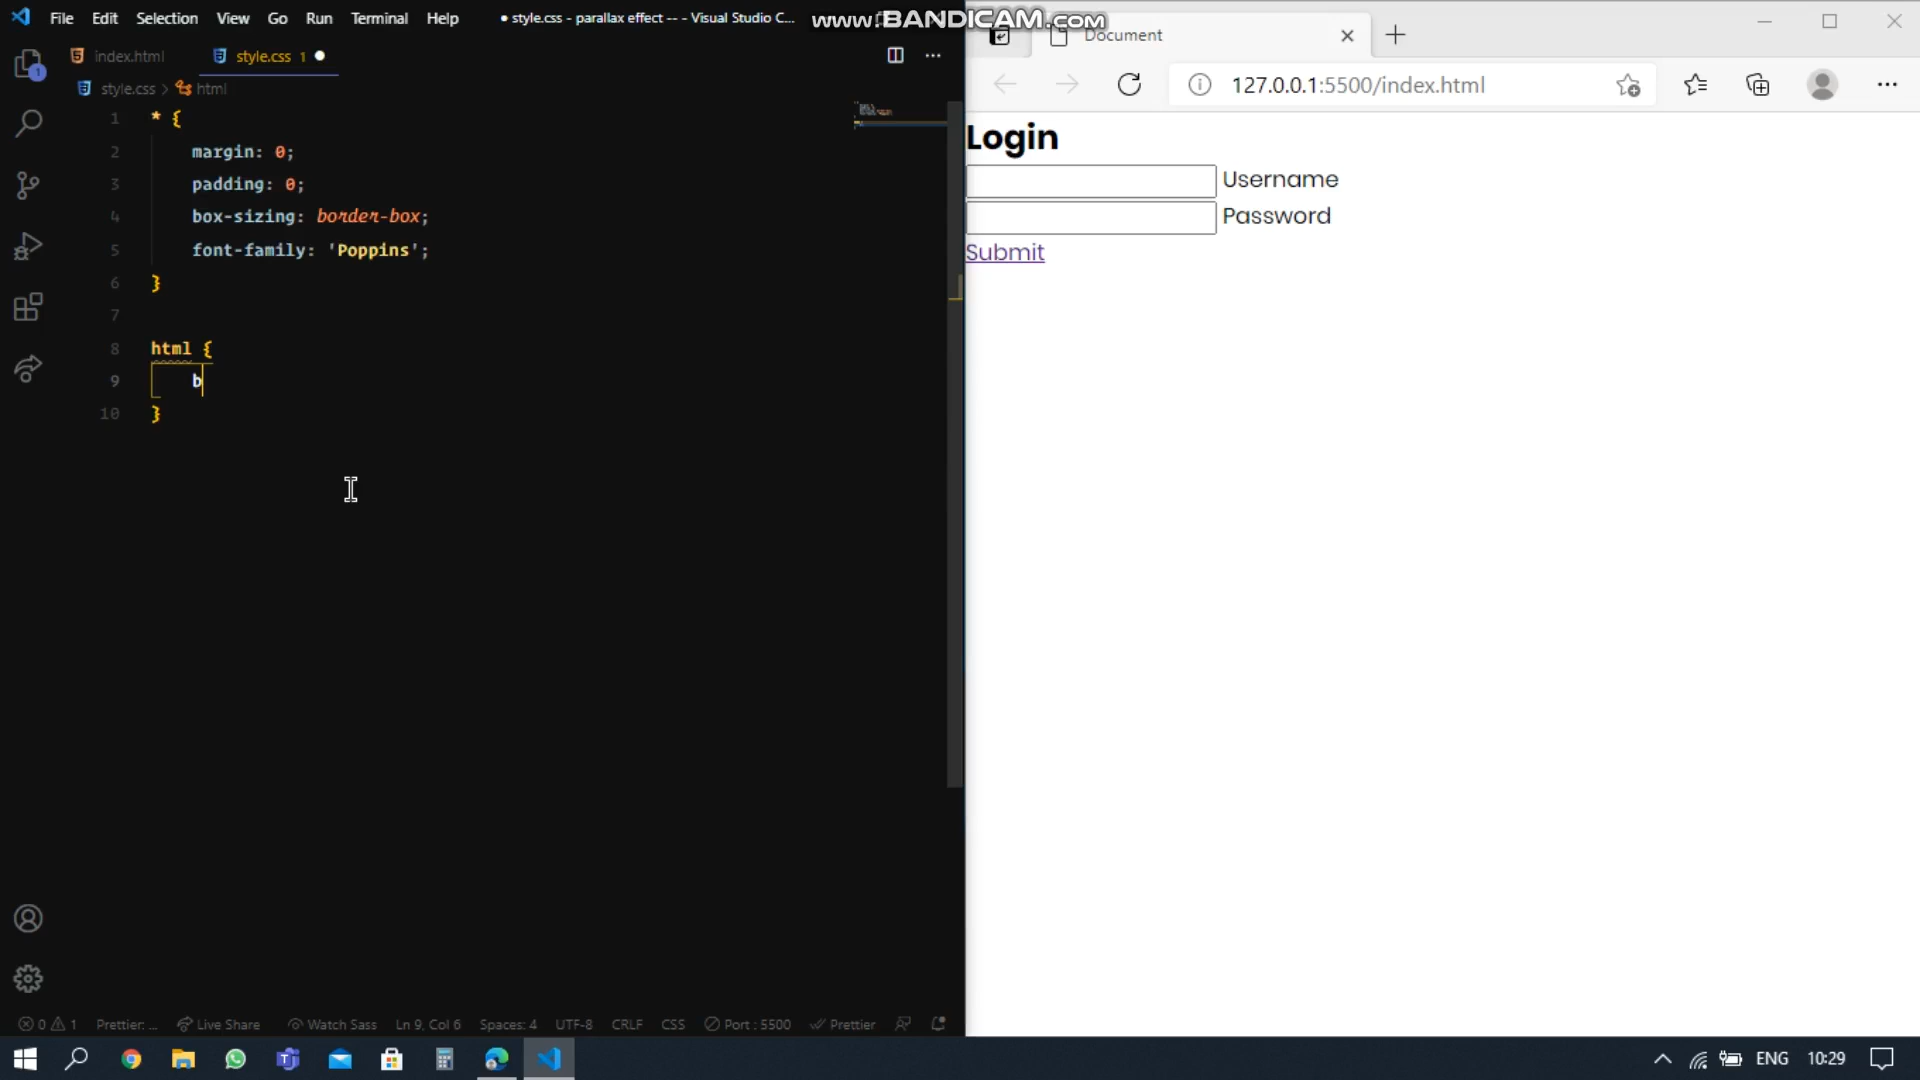 File Edit Selection View Go Run Terminal Help ● style.css - parallax effect -- - Visual Studio C...
www.BANDICAM.com
index.html style.css 1 ●
style.css > html
1 * {
2 margin: 0;
3 padding: 0;
4 box-sizing: border-box;
5 font-family: 'Poppins';
6 }
7
8 html {
9 b
10 }
1
0 1 Prettier: ... Live Share Watch Sass Ln 9, Col 6 Spaces: 4 UTF-8 CRLF CSS Port : 5500 Prettier
Document
127.0.0.1:5500/index.html
Login
Username
Password
Submit
ENG 10:29